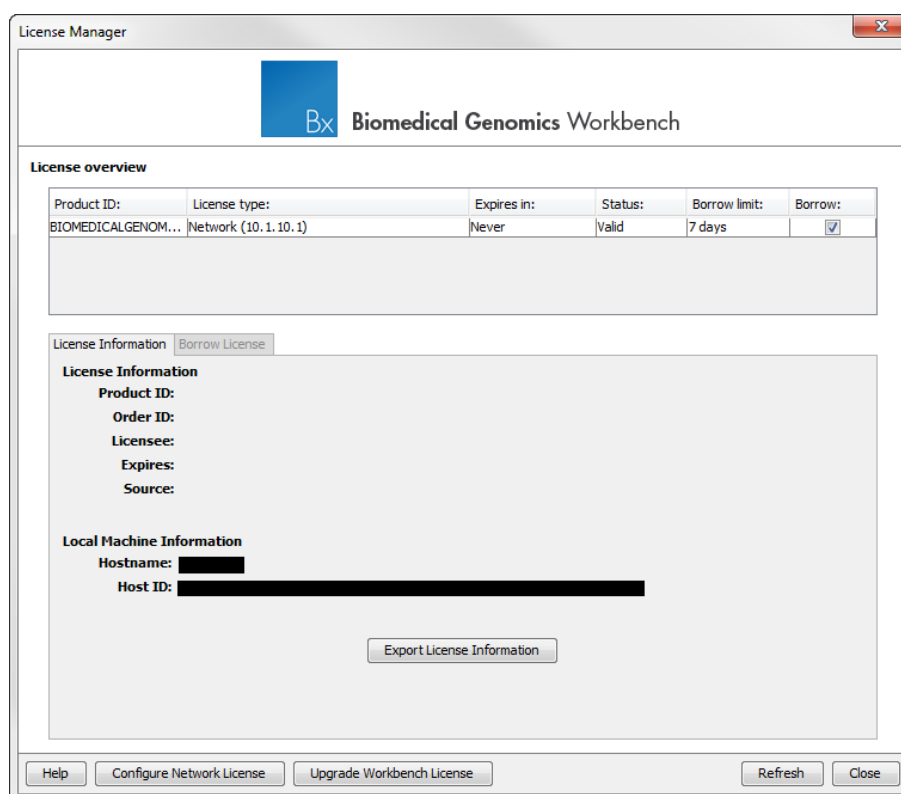 License Manager
Bx Biomedical Genomics Workbench
License overview
Product ID: License type: Expires in: Status: Borrow limit: Borrow:
BIOMEDICALGENOM... Network (10.1.10.1) Never Valid 7 days
License Information Borrow License
License Information
Product ID:
Order ID:
Licensee:
Expires:
Source:
Local Machine Information
Hostname:
Host ID:
Export License Information
Help Configure Network License Upgrade Workbench License Refresh Close